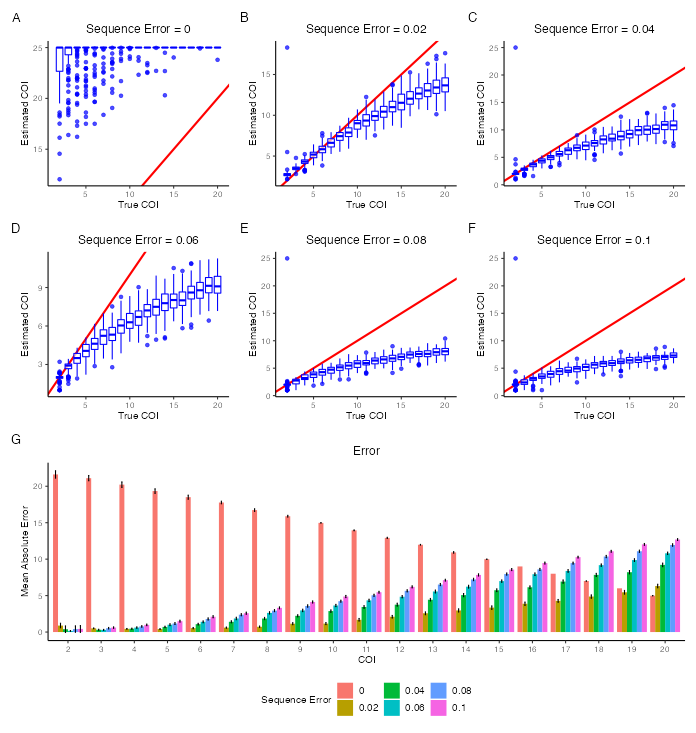 A
Sequence Error = 0
Estimated COI
25
20
15
5
10
15
20
True COI
B
Sequence Error = 0.02
Estimated COI
15
10
5
5
10
15
20
True COI
C
Sequence Error = 0.04
Estimated COI
25
20
15
10
5
0
5
10
15
20
True COI
D
Sequence Error = 0.06
Estimated COI
9
6
3
5
10
15
20
True COI
E
Sequence Error = 0.08
Estimated COI
25
20
15
10
5
0
5
10
15
20
True COI
F
Sequence Error = 0.1
Estimated COI
25
20
15
10
5
0
5
10
15
20
True COI
G
Error
Mean Absolute Error
20
15
10
5
0
2 3 4 5 6 7 8 9 10 11 12 13 14 15 16 17 18 19 20
COI
Sequence Error
0 0.04 0.08
0.02 0.06 0.1